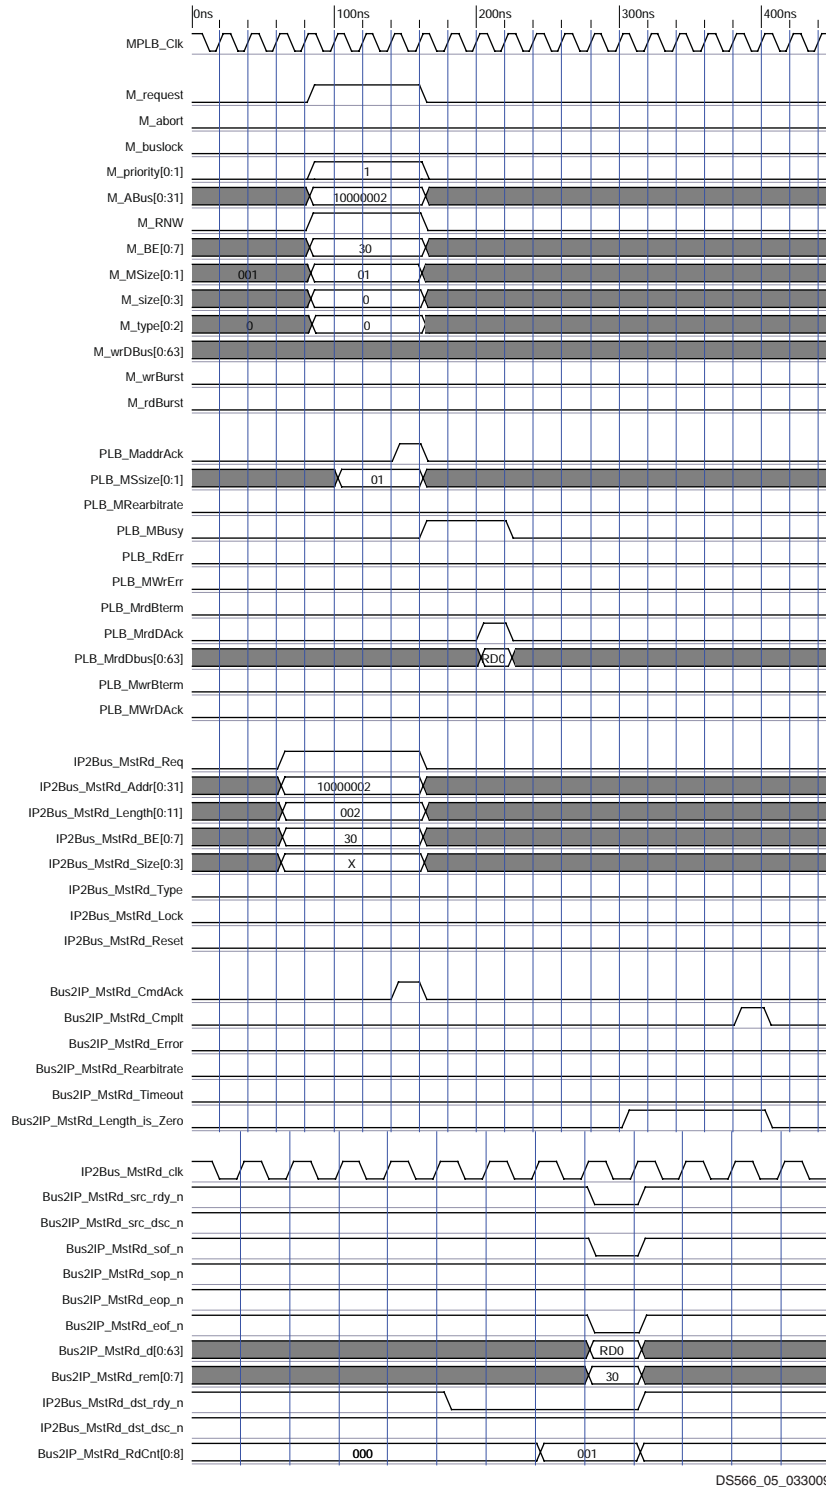 0ns 100ns 200ns 300ns 400ns
MPLB_Clk
M_request
M_abort
M_buslock
M_priority[0:1] 1
M_ABus[0:31] 10000002
M_RNW
M_BE[0:7] 30
M_MSize[0:1] 001 01
M_size[0:3] 0
M_type[0:2] 0 0
M_wrDBus[0:63]
M_wrBurst
M_rdBurst
PLB_MaddrAck
PLB_MSsize[0:1] 01
PLB_MRearbitrate
PLB_MBusy
PLB_RdErr
PLB_MWrErr
PLB_MrdBterm
PLB_MrdDAck
PLB_MrdDbus[0:63] RD0
PLB_MwrBterm
PLB_MWrDAck
IP2Bus_MstRd_Req
IP2Bus_MstRd_Addr[0:31] 10000002
IP2Bus_MstRd_Length[0:11] 002
IP2Bus_MstRd_BE[0:7] 30
IP2Bus_MstRd_Size[0:3] X
IP2Bus_MstRd_Type
IP2Bus_MstRd_Lock
IP2Bus_MstRd_Reset
Bus2IP_MstRd_CmdAck
Bus2IP_MstRd_Cmplt
Bus2IP_MstRd_Error
Bus2IP_MstRd_Rearbitrate
Bus2IP_MstRd_Timeout
Bus2IP_MstRd_Length_is_Zero
IP2Bus_MstRd_clk
Bus2IP_MstRd_src_rdy_n
Bus2IP_MstRd_src_dsc_n
Bus2IP_MstRd_sof_n
Bus2IP_MstRd_sop_n
Bus2IP_MstRd_eop_n
Bus2IP_MstRd_eof_n
Bus2IP_MstRd_d[0:63] RD0
Bus2IP_MstRd_rem[0:7] 30
IP2Bus_MstRd_dst_rdy_n
IP2Bus_MstRd_dst_dsc_n
Bus2IP_MstRd_RdCnt[0:8] 000 001
DS566_05_033009